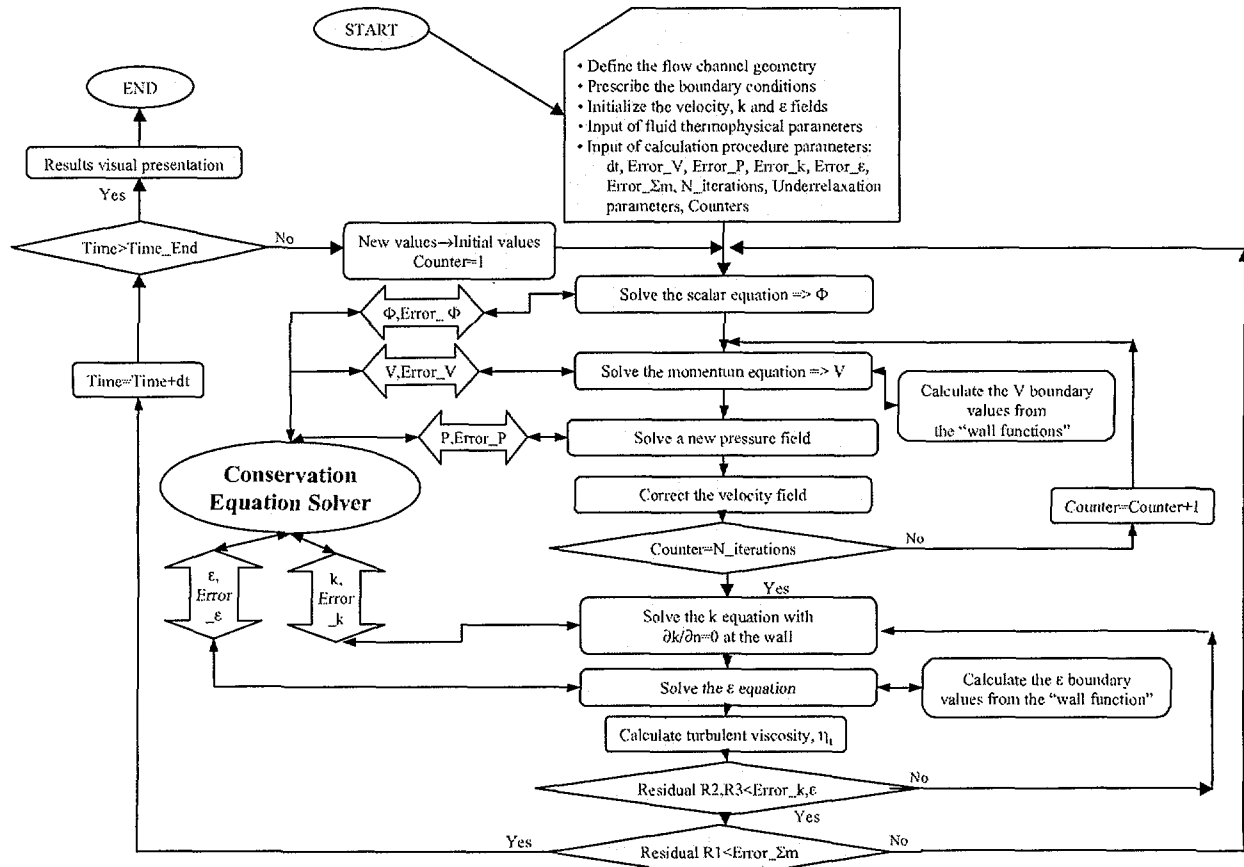 START
• Define the flow channel geometry
• Prescribe the boundary conditions
• Initialize the velocity, k and ε fields
• Input of fluid thermophysical parameters
• Input of calculation procedure parameters:
dt, Error_V, Error_P, Error_k, Error_ε,
Error_Σm, N_iterations, Underrelaxation
parameters, Counters
END
Results visual presentation
Yes
Time>Time_End
No
New values→Initial values
Counter=1
Solve the scalar equation => Φ
Φ,Error_ Φ
Time=Time+dt
V,Error_V
Solve the momentum equation => V
Calculate the V boundary
values from
the “wall functions”
P,Error_P
Solve a new pressure field
Conservation
Equation Solver
Correct the velocity field
Counter=Counter+1
Counter=N_iterations
No
Yes
ε,
Error
_ε
k,
Error
_k
Solve the k equation with
∂k/∂n=0 at the wall
Solve the ε equation
Calculate the ε boundary
values from the “wall function”
Calculate turbulent viscosity, ηt
Residual R2,R3<Error_k,ε
No
Yes
Yes
Residual R1<Error_Σm
No